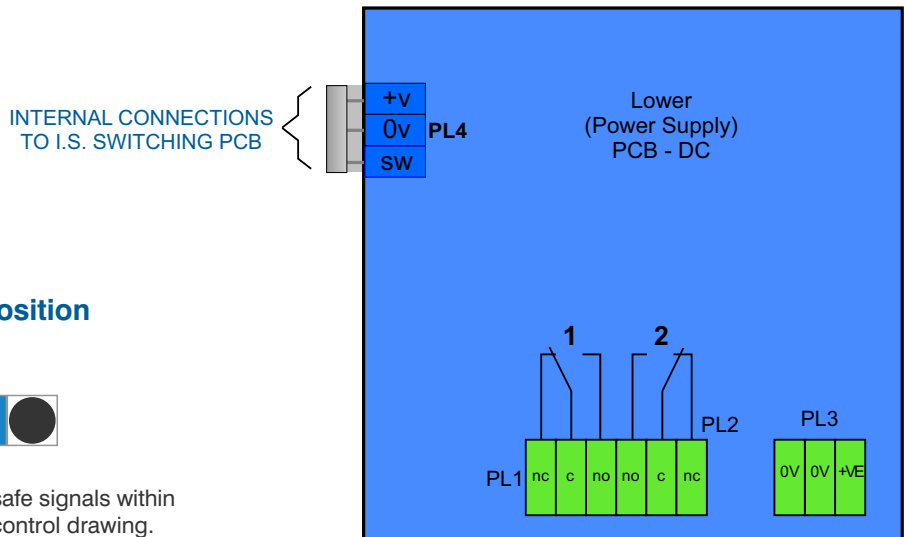 INTERNAL CONNECTIONS
TO I.S. SWITCHING PCB
+v
0v
sw
PL4
Lower
(Power Supply)
PCB - DC
osition
1 2
PL2
PL3
PL1
nc c no no c nc
0V 0V +VE
safe signals within
control drawing.